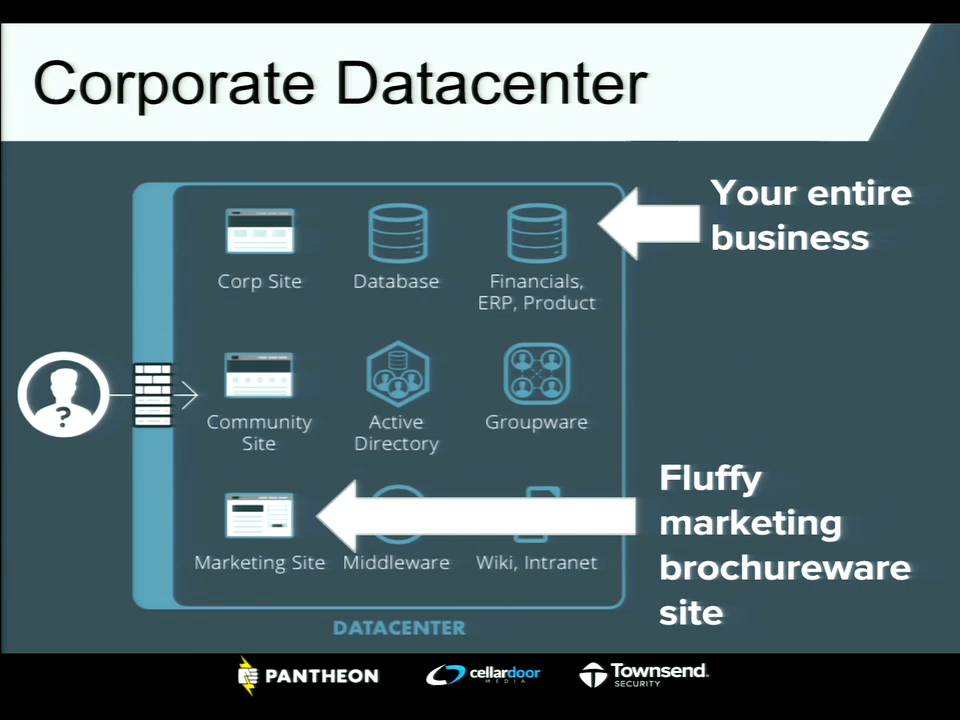 Corporate Datacenter
Your entire
business
Corp Site
Database
Financials,
ERP, Product
?
Community
Site
Active
Directory
Groupware
Fluffy
marketing
brochureware
site
Marketing Site
Middleware
Wiki, Intranet
DATACENTER
PANTHEON
cellardoor
MEDIA
Townsend
SECURITY